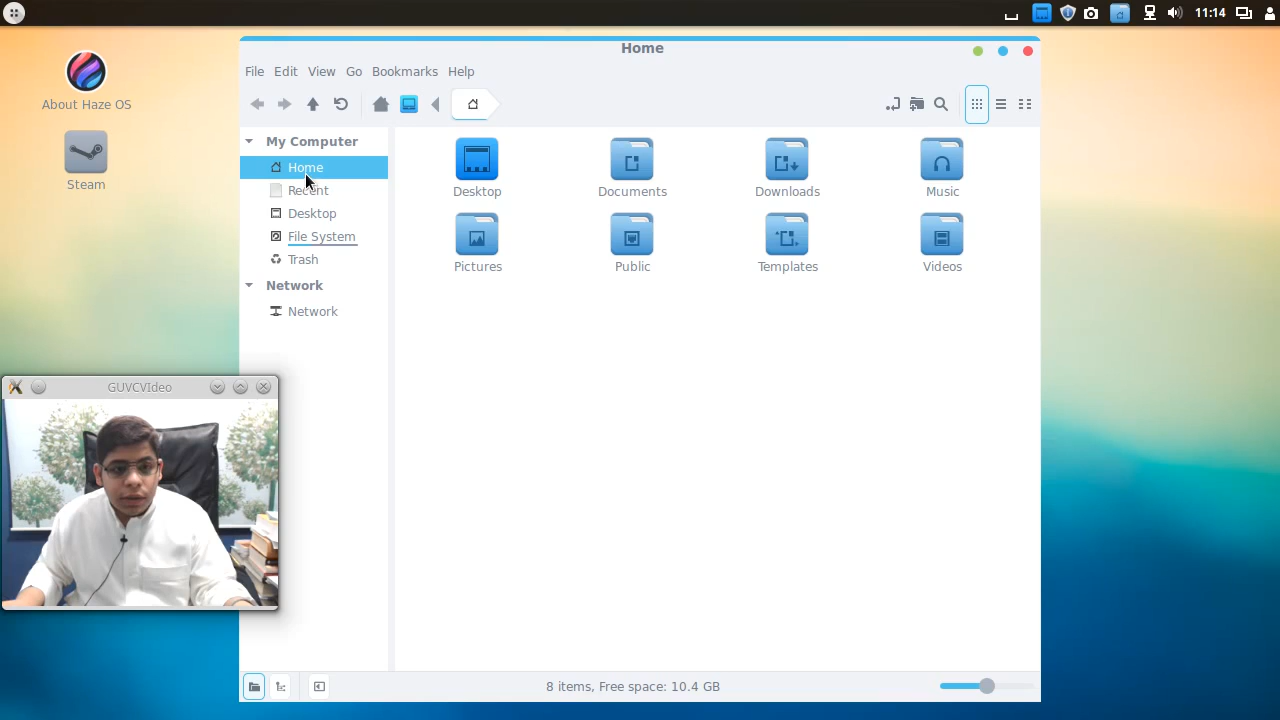 11:14
About Haze OS
Steam
Home
File Edit View Go Bookmarks Help
My Computer
Home
Recent
Desktop
File System
Trash
Network
Network
Desktop Documents Downloads Music
Pictures Public Templates Videos
GUVCVIdeo
8 items, Free space: 10.4 GB